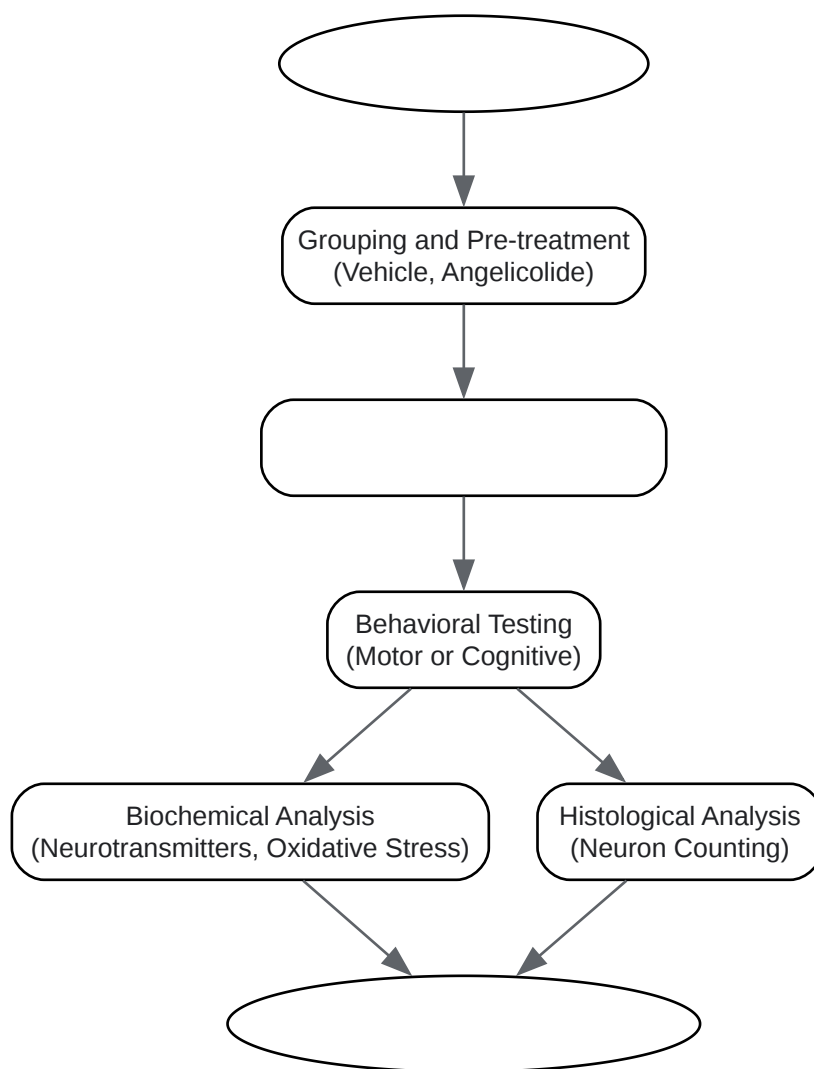 Grouping and Pre-treatment
(Vehicle, Angelicolide)
Behavioral Testing
(Motor or Cognitive)
Biochemical Analysis
(Neurotransmitters, Oxidative Stress)
Histological Analysis
(Neuron Counting)